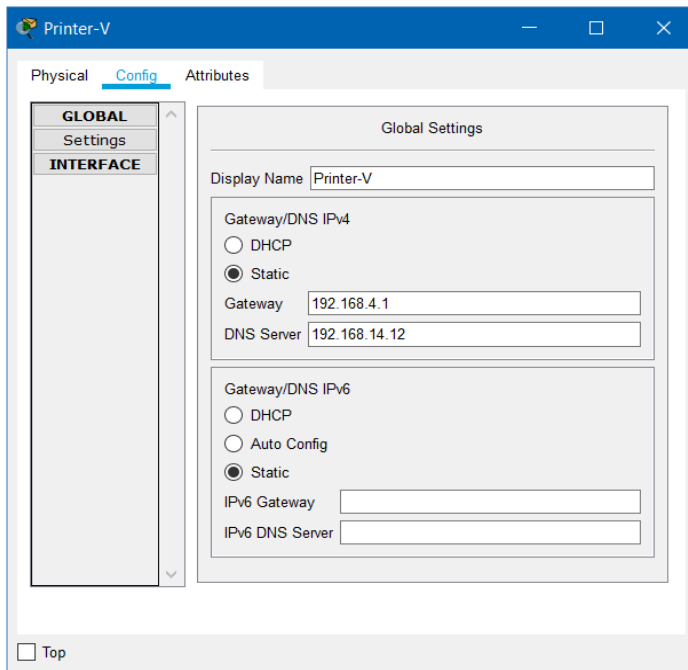 Printer-V
Physical Config Attributes
GLOBAL
Settings
INTERFACE
Global Settings
Display Name Printer-V
Gateway/DNS IPv4
DHCP
Static
Gateway 192.168.4.1
DNS Server 192.168.14.12
Gateway/DNS IPv6
DHCP
Auto Config
Static
IPv6 Gateway
IPv6 DNS Server
Top